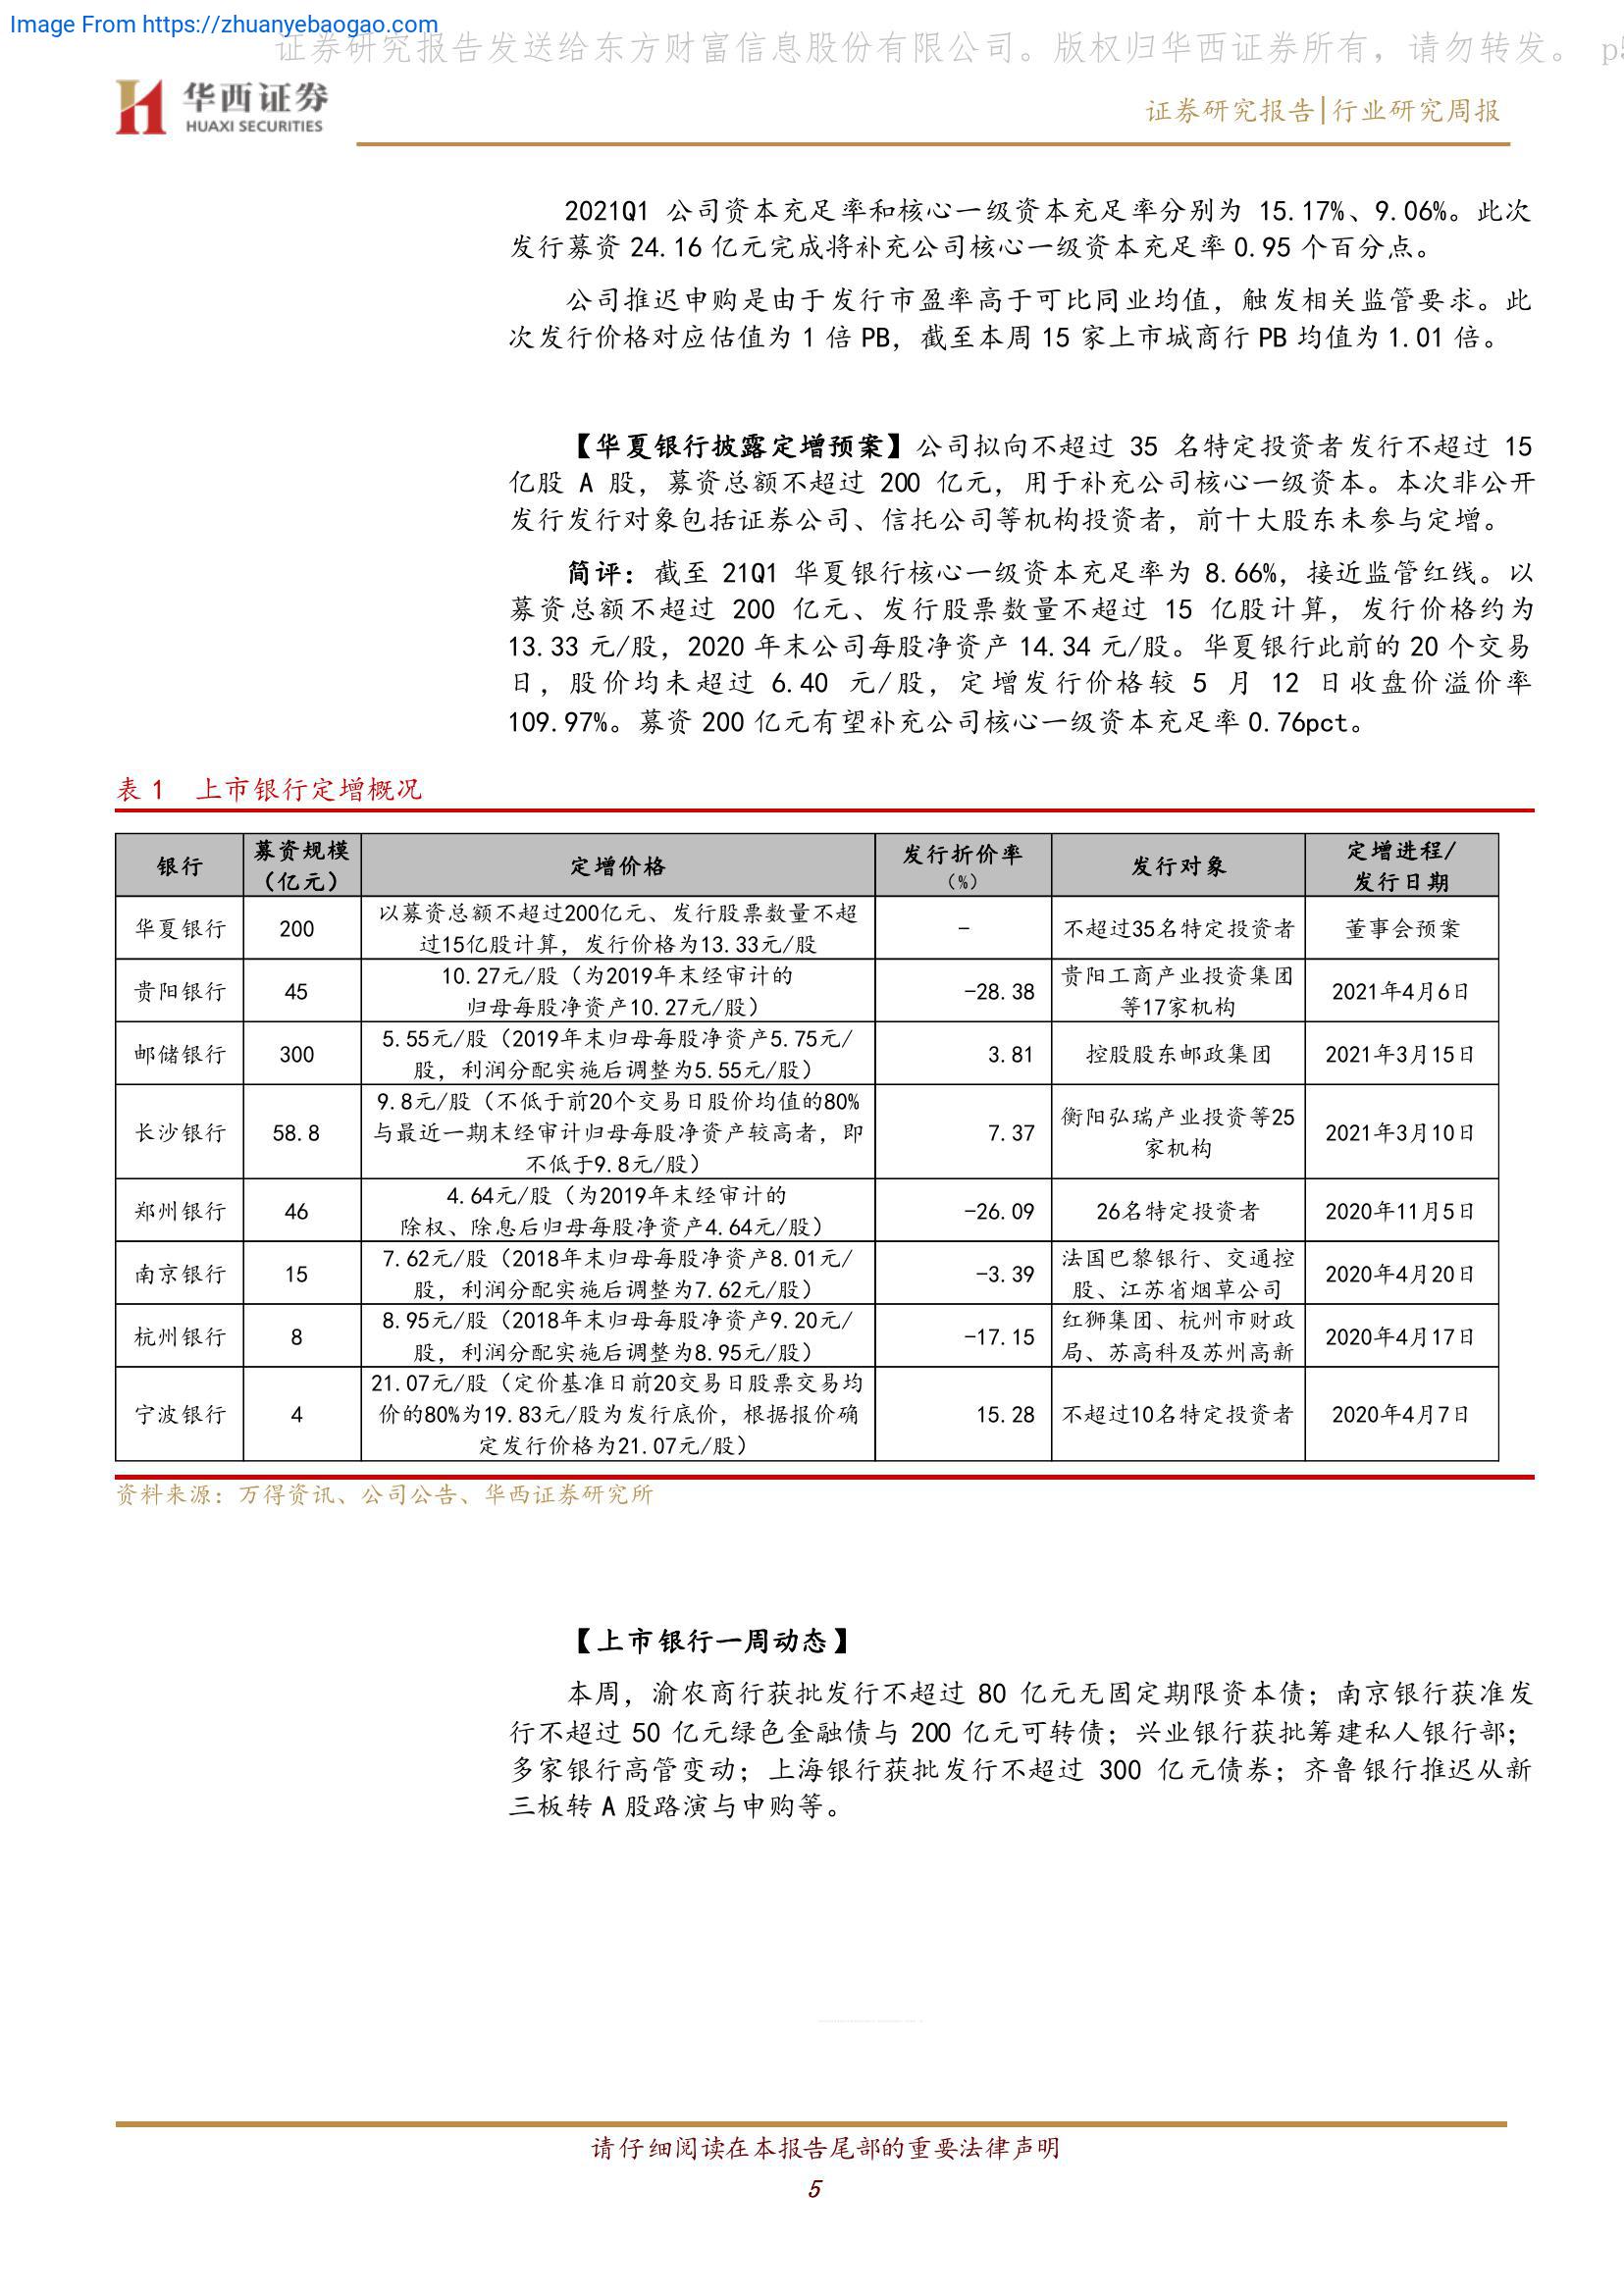 Image From https://zhuanyebaogao.com
证券研究报告发送给东方财富信息股份有限公司。版权归华西证券所有，请勿转发。 p5
华西证券
HUAXI SECURITIES
证券研究报告|行业研究周报
2021Q1 公司资本充足率和核心一级资本充足率分别为 15.17%、9.06%。此次
发行募资 24.16 亿元完成将补充公司核心一级资本充足率 0.95 个百分点。
公司推迟申购是由于发行市盈率高于可比同业均值，触发相关监管要求。此
次发行价格对应估值为 1 倍 PB，截至本周 15 家上市城商行 PB 均值为 1.01 倍。
【华夏银行披露定增预案】公司拟向不超过 35 名特定投资者发行不超过 15
亿股 A 股，募资总额不超过 200 亿元，用于补充公司核心一级资本。本次非公开
发行发行对象包括证券公司、信托公司等机构投资者，前十大股东未参与定增。
简评：截至 21Q1 华夏银行核心一级资本充足率为 8.66%，接近监管红线。以
募资总额不超过 200 亿元、发行股票数量不超过 15 亿股计算，发行价格约为
13.33 元/股，2020 年末公司每股净资产 14.34 元/股。华夏银行此前的 20 个交易
日，股价均未超过 6.40 元/股，定增发行价格较 5 月 12 日收盘价溢价率
109.97%。募资 200 亿元有望补充公司核心一级资本充足率 0.76pct。
表 1 上市银行定增概况
银行 募资规模（亿元） 定增价格 发行折价率（%） 发行对象 定增进程/发行日期
华夏银行 200 以募资总额不超过200亿元、发行股票数量不超过15亿股计算，发行价格为13.33元/股 - 不超过35名特定投资者 董事会预案
贵阳银行 45 10.27元/股（为2019年末经审计的归母每股净资产10.27元/股） -28.38 贵阳工商产业投资集团等17家机构 2021年4月6日
邮储银行 300 5.55元/股（2019年末归母每股净资产5.75元/股，利润分配实施后调整为5.55元/股） 3.81 控股股东邮政集团 2021年3月15日
长沙银行 58.8 9.8元/股（不低于前20个交易日股价均值的80%与最近一期末经审计归母每股净资产较高者，即不低于9.8元/股） 7.37 衡阳弘瑞产业投资等25家机构 2021年3月10日
郑州银行 46 4.64元/股（为2019年末经审计的除权、除息后归母每股净资产4.64元/股） -26.09 26名特定投资者 2020年11月5日
南京银行 15 7.62元/股（2018年末归母每股净资产8.01元/股，利润分配实施后调整为7.62元/股） -3.39 法国巴黎银行、交通控股、江苏省烟草公司 2020年4月20日
杭州银行 8 8.95元/股（2018年末归母每股净资产9.20元/股，利润分配实施后调整为8.95元/股） -17.15 红狮集团、杭州市财政局、苏高科及苏州高新 2020年4月17日
宁波银行 4 21.07元/股（定价基准日前20交易日股票交易均价的80%为19.83元/股为发行底价，根据报价确定发行价格为21.07元/股） 15.28 不超过10名特定投资者 2020年4月7日
资料来源：万得资讯、公司公告、华西证券研究所
【上市银行一周动态】
本周，渝农商行获批发行不超过 80 亿元无固定期限资本债；南京银行获准发
行不超过 50 亿元绿色金融债与 200 亿元可转债；兴业银行获批筹建私人银行部；
多家银行高管变动；上海银行获批发行不超过 300 亿元债券；齐鲁银行推迟从新
三板转 A 股路演与申购等。
请仔细阅读在本报告尾部的重要法律声明
5